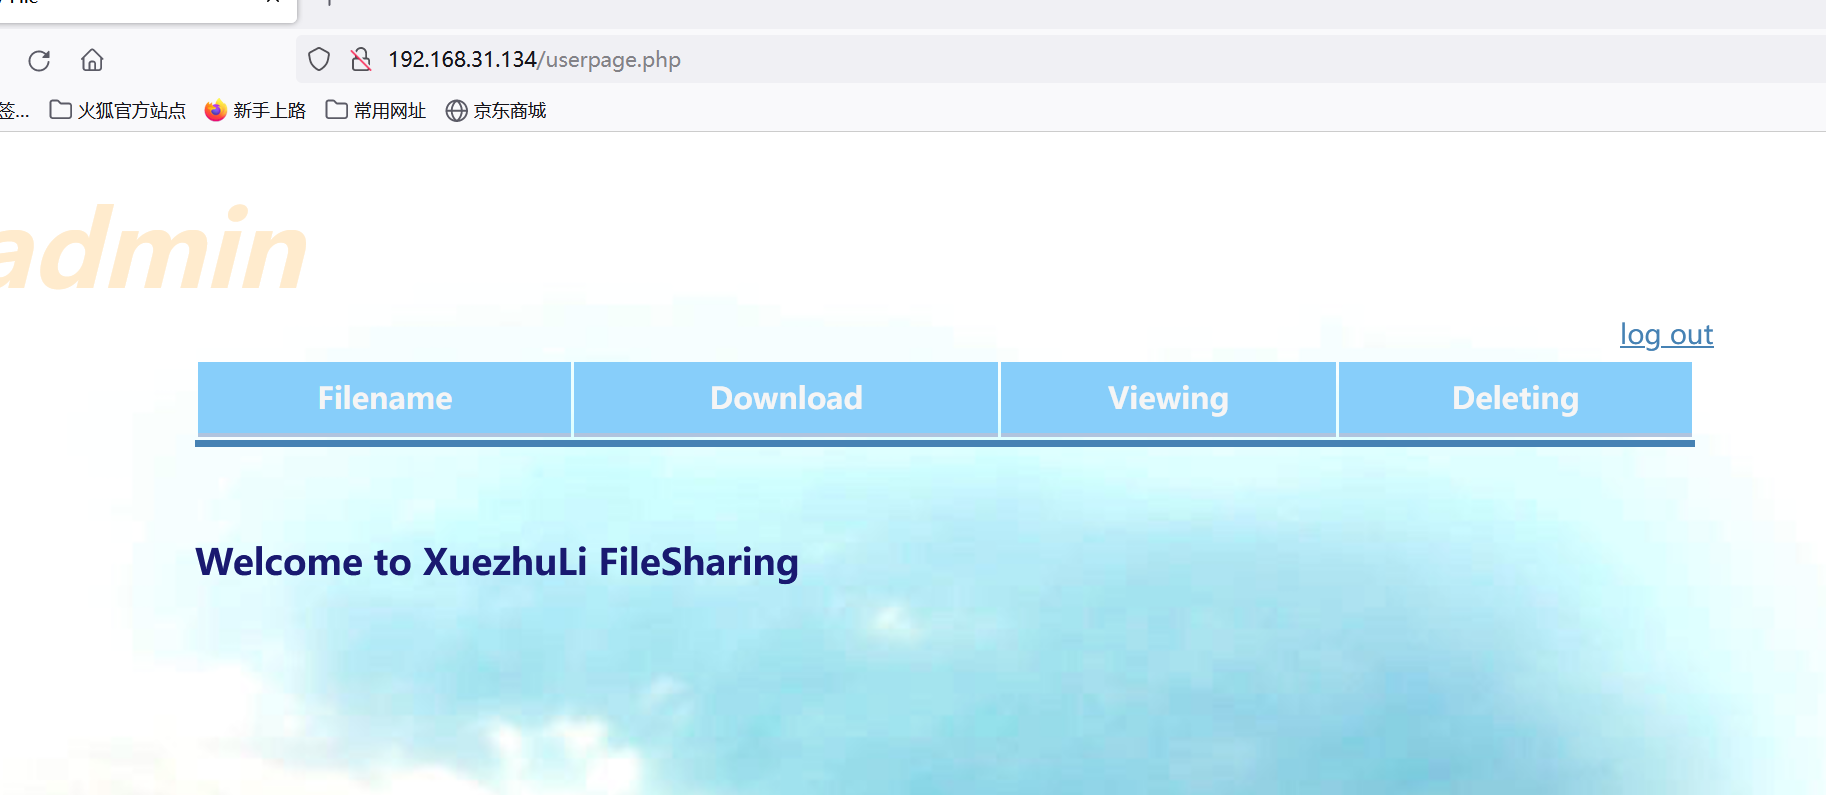 192.168.31.134/userpage.php
签... 火狐官方站点 新手上路 常用网址 京东商城
admin
log out
Filename Download Viewing Deleting
Welcome to XuezhuLi FileSharing